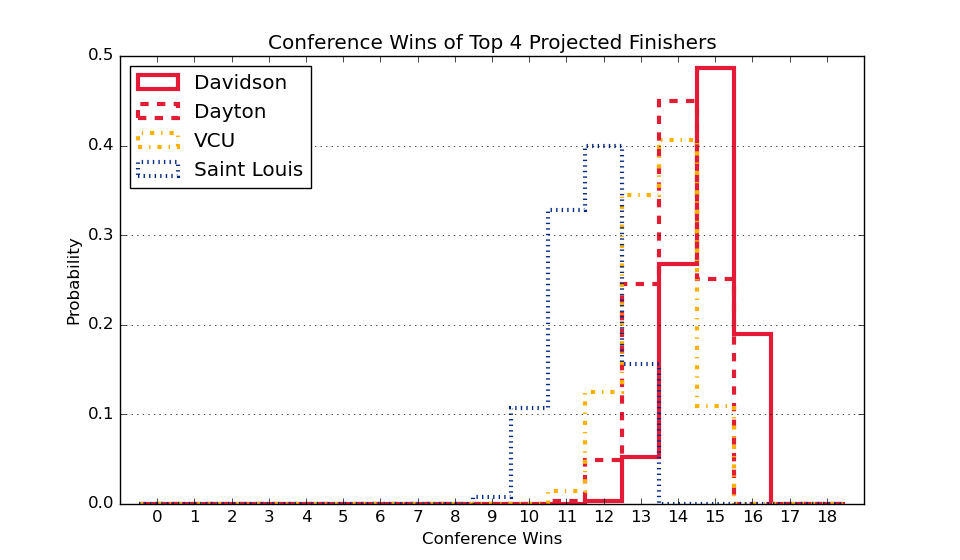 Conference Wins of Top 4 Projected Finishers
Davidson
Dayton
VCU
Saint Louis
0.5
0.4
0.3
0.2
0.1
0.0
Probability
0 1 2 3 4 5 6 7 8 9 10 11 12 13 14 15 16 17 18
Conference Wins